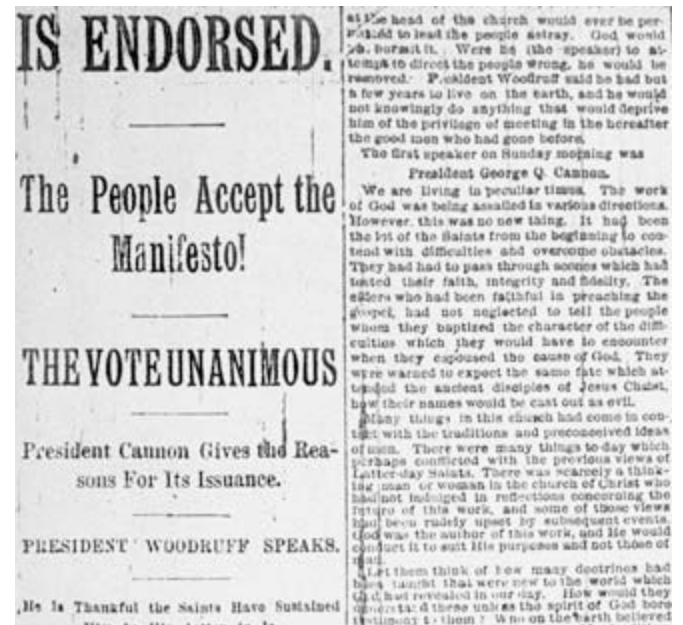 IS ENDORSED.
The People Accept the
Manifesto!
THE VOTE UNANIMOUS
President Cannon Gives the Rea-
sons For Its Issuance.
PRESIDENT WOODRUFF SPEAKS.
He Is Thankful the Saints Have Sustained
at the head of the church would ever be per-
mitted to lead the people astray. God would
permit it. Were he (the speaker) to at-
tempt to direct the people wrong, he would be
removed. President Woodruff said he had but
a few years to live on the earth, and he would
not knowingly do anything that would deprive
him of the privilege of meeting in the hereafter
the good men who had gone before.
The first speaker on Sunday morning was
President George Q. Cannon.
We are living in peculiar times. The work
of God was being assailed in various directions.
However, this was no new thing. It had been
the lot of the Saints from the beginning to con-
tend with difficulties and overcome obstacles.
They had had to pass through scenes which had
tested their faith, integrity and fidelity. The
elders who had been faithful in preaching the
gospel, had not neglected to tell the people
whom they baptized the character of the diffi-
culties which they would have to encounter
when they espoused the cause of God. They
were warned to expect the same fate which at-
tended the ancient disciples of Jesus Christ,
how their names would be cast out as evil.
Many things in this church had come in con-
tact with the traditions and preconceived ideas
of men. There were many things to-day which
perhaps conflicted with the previous views of
Latter-day Saints. There was scarcely a think-
ing man or woman in the church of Christ who
had not indulged in reflections concerning the
future of this work, and some of those views
had been rudely upset by subsequent events.
God was the author of this work, and He would
conduct it to suit His purposes and not those of
man.
Let them think of how many doctrines had
been taught that were new to the world which
God had revealed in our day. How would they
understand these unless the spirit of God bore
testimony to them? Who on the earth believed